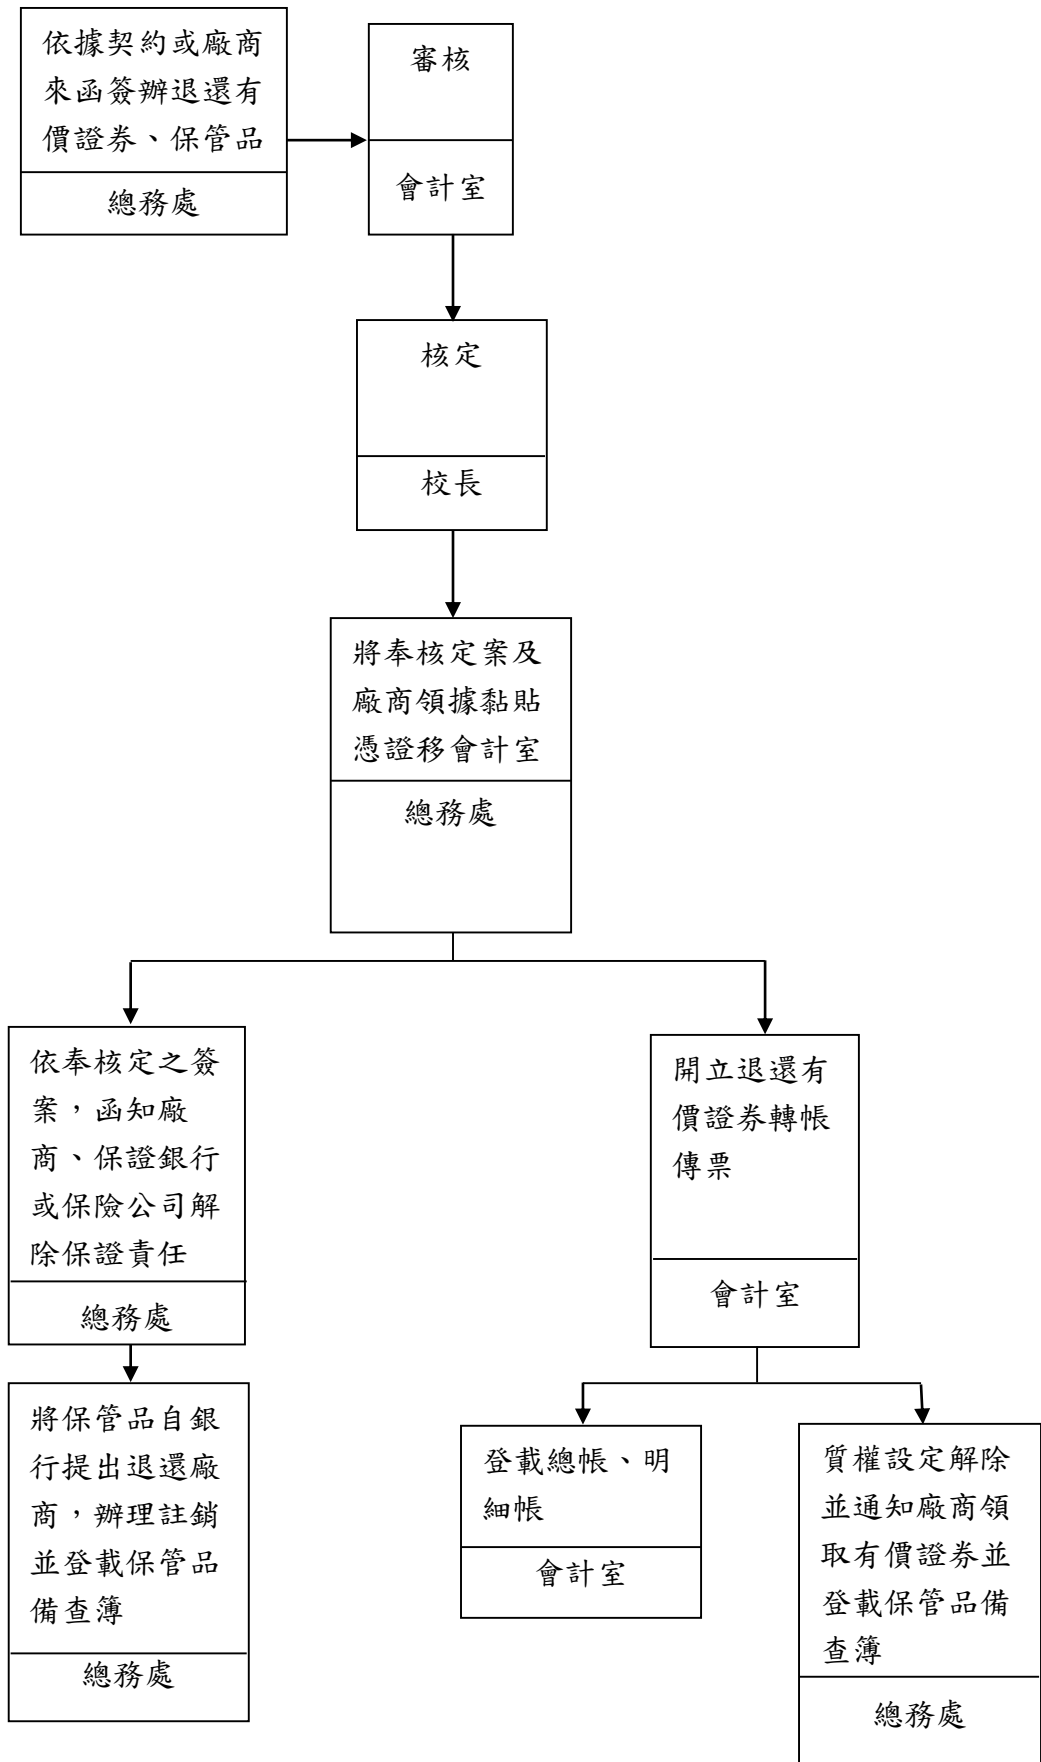 依據契約或廠商
來函簽辦退還有
價證券、保管品
總務處
審核
會計室
核定
校長
將奉核定案及
廠商領據黏貼
憑證移會計室
總務處
依奉核定之簽
案，函知廠
商、保證銀行
或保險公司解
除保證責任
總務處
將保管品自銀
行提出退還廠
商，辦理註銷
並登載保管品
備查簿
總務處
開立退還有
價證券轉帳
傳票
會計室
登載總帳、明
細帳
會計室
質權設定解除
並通知廠商領
取有價證券並
登載保管品備
查簿
總務處